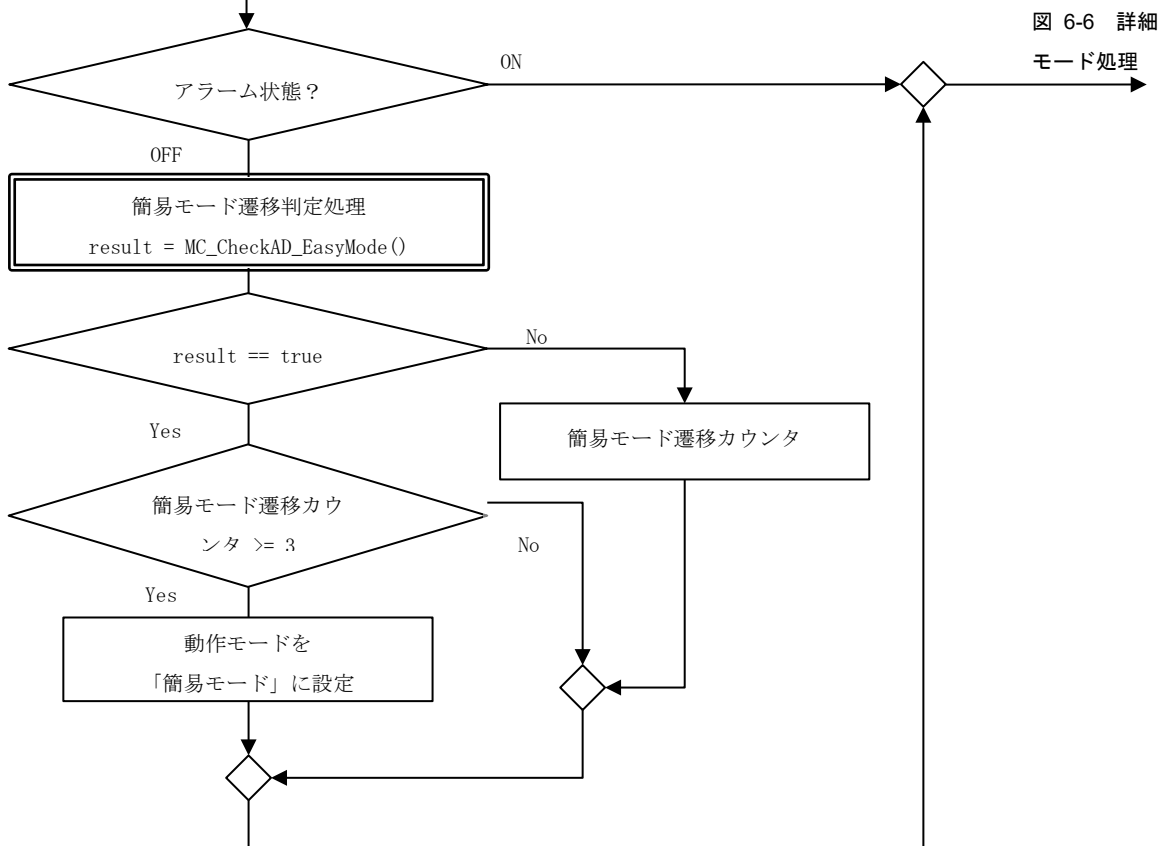 図 6-6 詳細
モード処理
アラーム状態？
ON
OFF
簡易モード遷移判定処理
result = MC_CheckAD_EasyMode()
result == true
No
Yes
簡易モード遷移カウンタ
簡易モード遷移カウ
ンタ >= 3
No
Yes
動作モードを
「簡易モード」に設定